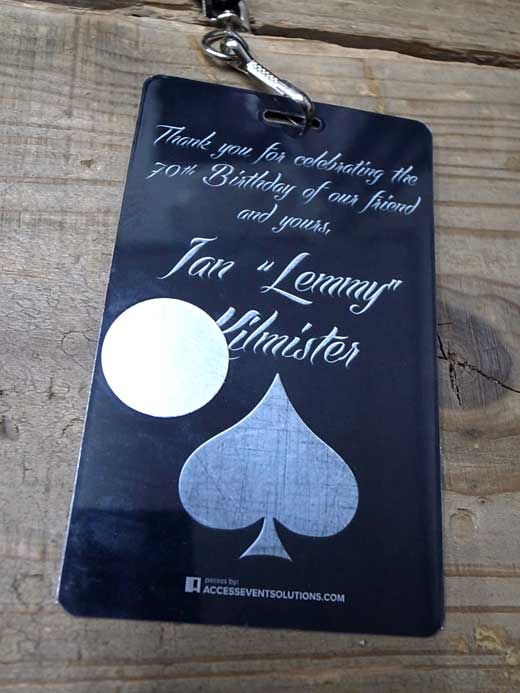 Thank you for celebrating the
70th Birthday of our friend
and yours,
Ian "Lemmy"
Kilmister
passes by:
ACCESSEVENTSOLUTIONS.COM